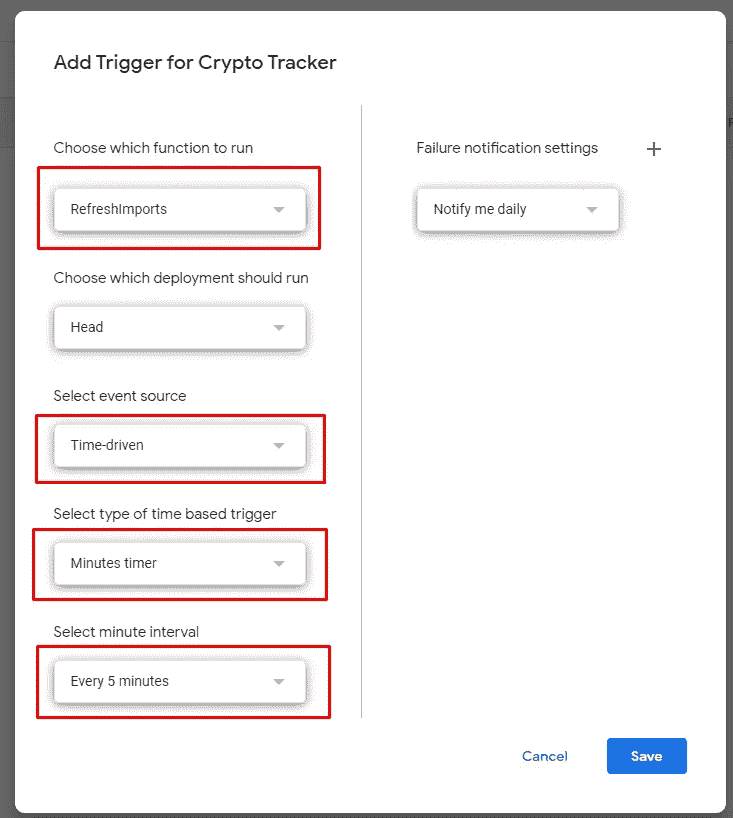 Add Trigger for Crypto Tracker
Choose which function to run
RefreshImports
Choose which deployment should run
Head
Select event source
Time-driven
Select type of time based trigger
Minutes timer
Select minute interval
Every 5 minutes
Failure notification settings +
Notify me daily
Cancel
Save